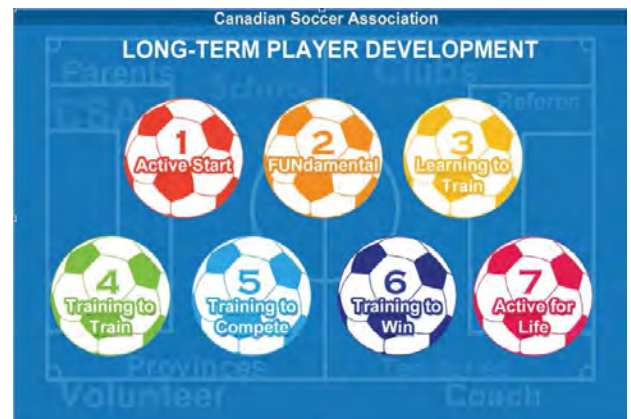 Canadian Soccer Association
LONG-TERM PLAYER DEVELOPMENT
Parents
Clubs
CSA
Referee
1
Active Start
2
FUNdamental
3
Learning to
Train
4
Training to
Train
5
Training to
Compete
6
Training to
Win
7
Active for
Life
Provinces
Volunteer
Coach